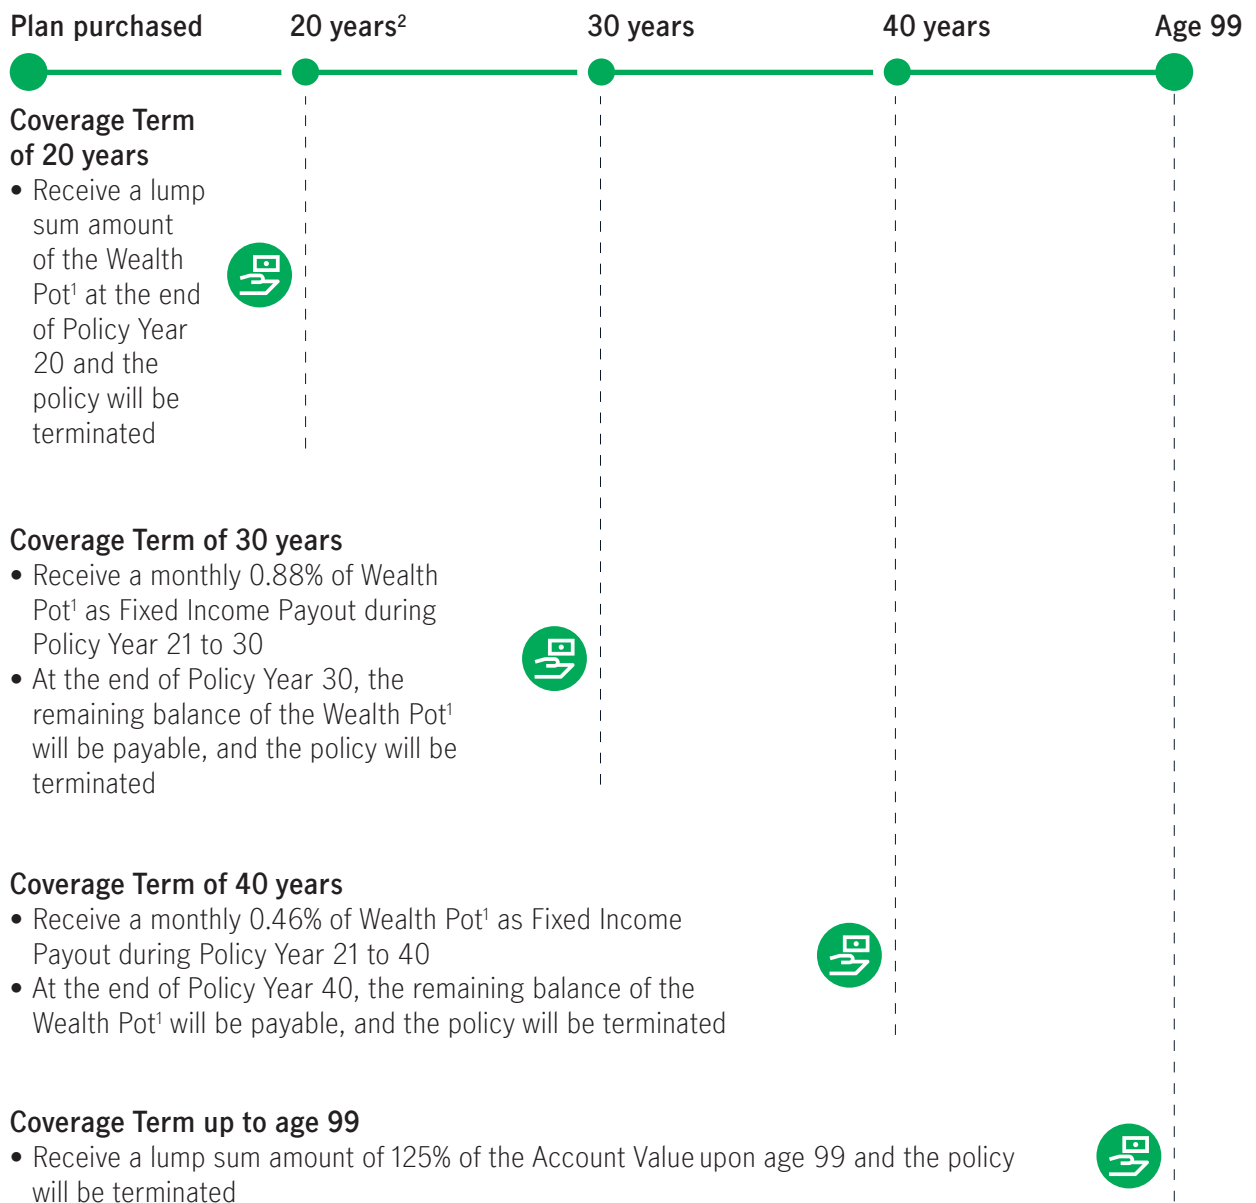 Plan purchased 20 years² 30 years 40 years Age 99
Coverage Term
of 20 years
• Receive a lump
sum amount
of the Wealth
Pot¹ at the end
of Policy Year
20 and the
policy will be
terminated
Coverage Term of 30 years
• Receive a monthly 0.88% of Wealth
Pot¹ as Fixed Income Payout during
Policy Year 21 to 30
• At the end of Policy Year 30, the
remaining balance of the Wealth Pot¹
will be payable, and the policy will be
terminated
Coverage Term of 40 years
• Receive a monthly 0.46% of Wealth Pot¹ as Fixed Income
Payout during Policy Year 21 to 40
• At the end of Policy Year 40, the remaining balance of the
Wealth Pot¹ will be payable, and the policy will be terminated
Coverage Term up to age 99
• Receive a lump sum amount of 125% of the Account Value upon age 99 and the policy
will be terminated